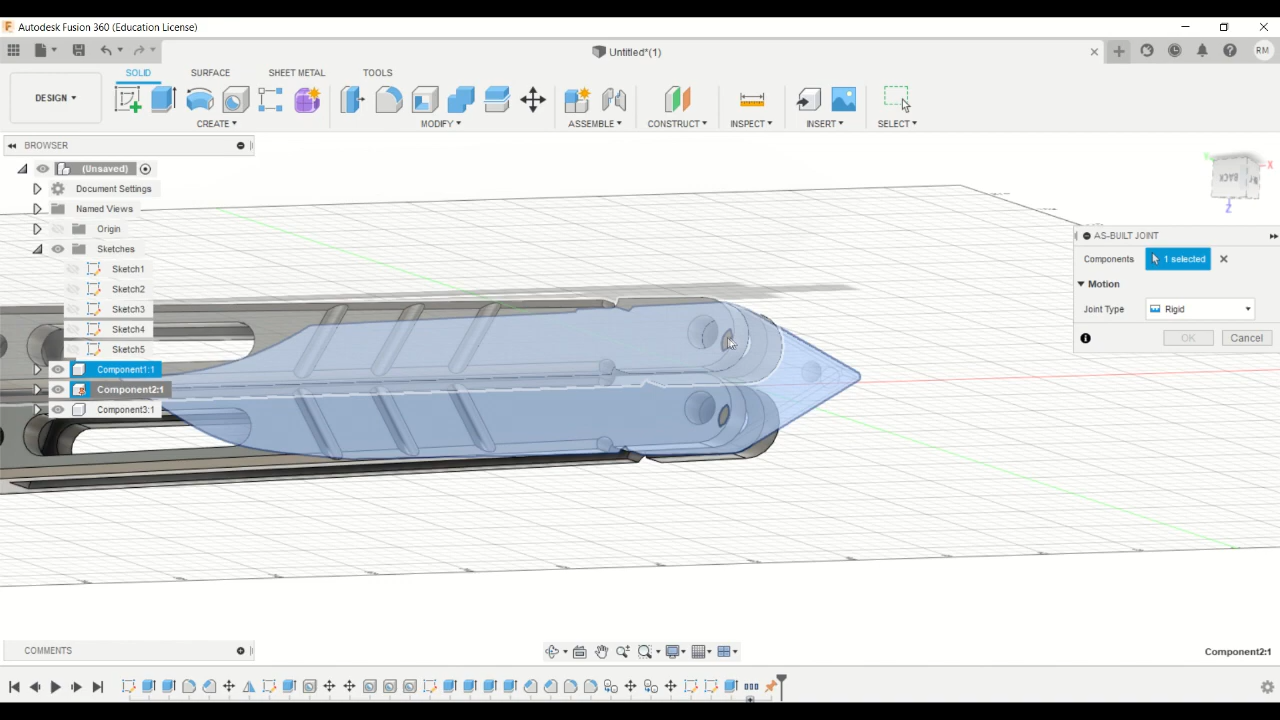 Autodesk Fusion 360 (Education License)
Untitled*(1)
RM
DESIGN
SOLID
SURFACE
SHEET METAL
TOOLS
CREATE
MODIFY
ASSEMBLE
CONSTRUCT
INSPECT
INSERT
SELECT
BROWSER
(Unsaved)
Document Settings
Named Views
Origin
Sketches
Sketch1
Sketch2
Sketch3
Sketch4
Sketch5
Component1:1
Component2:1
Component3:1
BACK
Y
X
Z
AS-BUILT JOINT
Components
1 selected
Motion
Joint Type
Rigid
OK
Cancel
COMMENTS
Component2:1